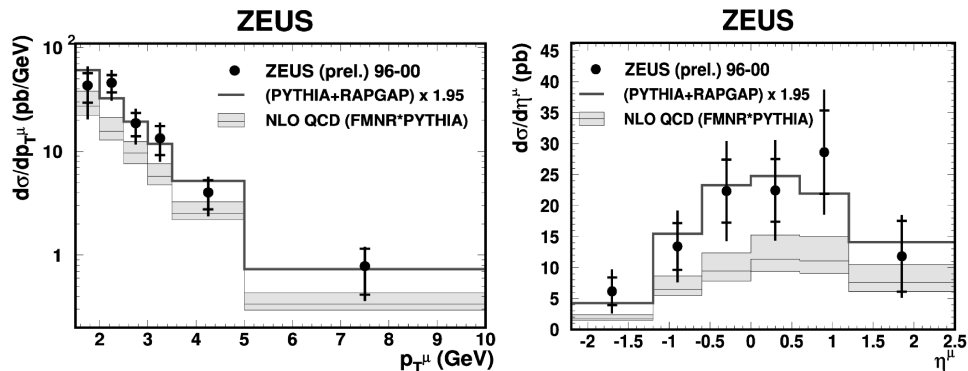 ZEUS
10²
10
1
dσ/dp_T^μ (pb/GeV)
ZEUS (prel.) 96-00
(PYTHIA+RAPGAP) x 1.95
NLO QCD (FMNR*PYTHIA)
2 3 4 5 6 7 8 9 10
p_T^μ (GeV)
ZEUS
45
40
35
30
25
20
15
10
5
0
dσ/dη^μ (pb)
ZEUS (prel.) 96-00
(PYTHIA+RAPGAP) x 1.95
NLO QCD (FMNR*PYTHIA)
-2 -1.5 -1 -0.5 0 0.5 1 1.5 2 2.5
η^μ